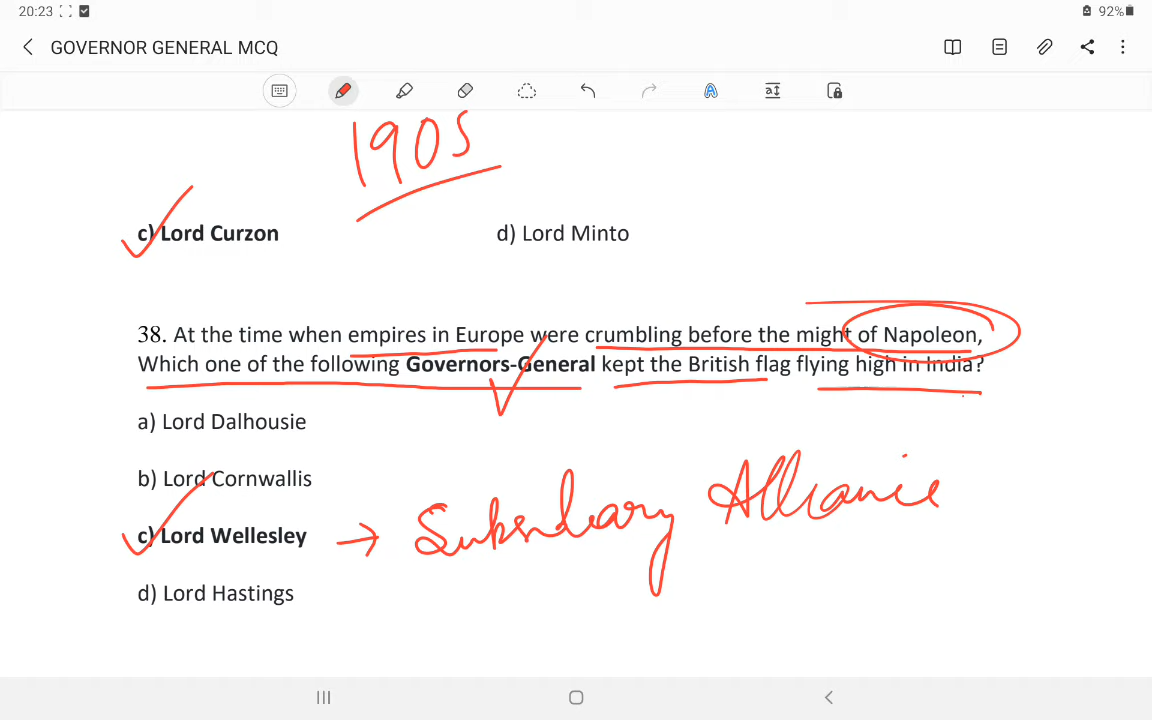 20:23
92%
GOVERNOR GENERAL MCQ
1905
c) Lord Curzon d) Lord Minto
38. At the time when empires in Europe were crumbling before the might of Napoleon,
Which one of the following Governors-General kept the British flag flying high in India?
a) Lord Dalhousie
b) Lord Cornwallis
c) Lord Wellesley → Subsidiary Alliance
d) Lord Hastings